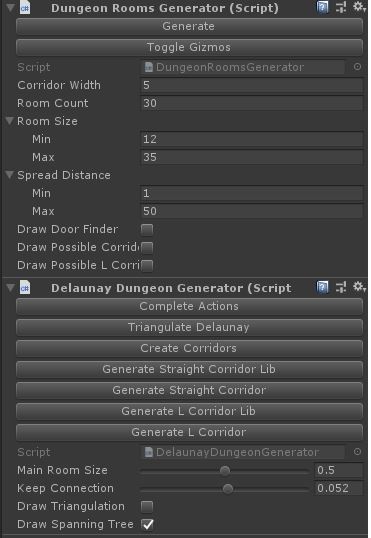 Dungeon Rooms Generator (Script)
Generate
Toggle Gizmos
Script DungeonRoomsGenerator
Corridor Width 5
Room Count 30
Room Size
Min 12
Max 35
Spread Distance
Min 1
Max 50
Draw Door Finder
Draw Possible Corrido
Draw Possible L Corri
Delaunay Dungeon Generator (Script
Complete Actions
Triangulate Delaunay
Create Corridors
Generate Straight Corridor Lib
Generate Straight Corridor
Generate L Corridor Lib
Generate L Corridor
Script DelaunayDungeonGenerator
Main Room Size 0.5
Keep Connection 0.052
Draw Triangulation
Draw Spanning Tree